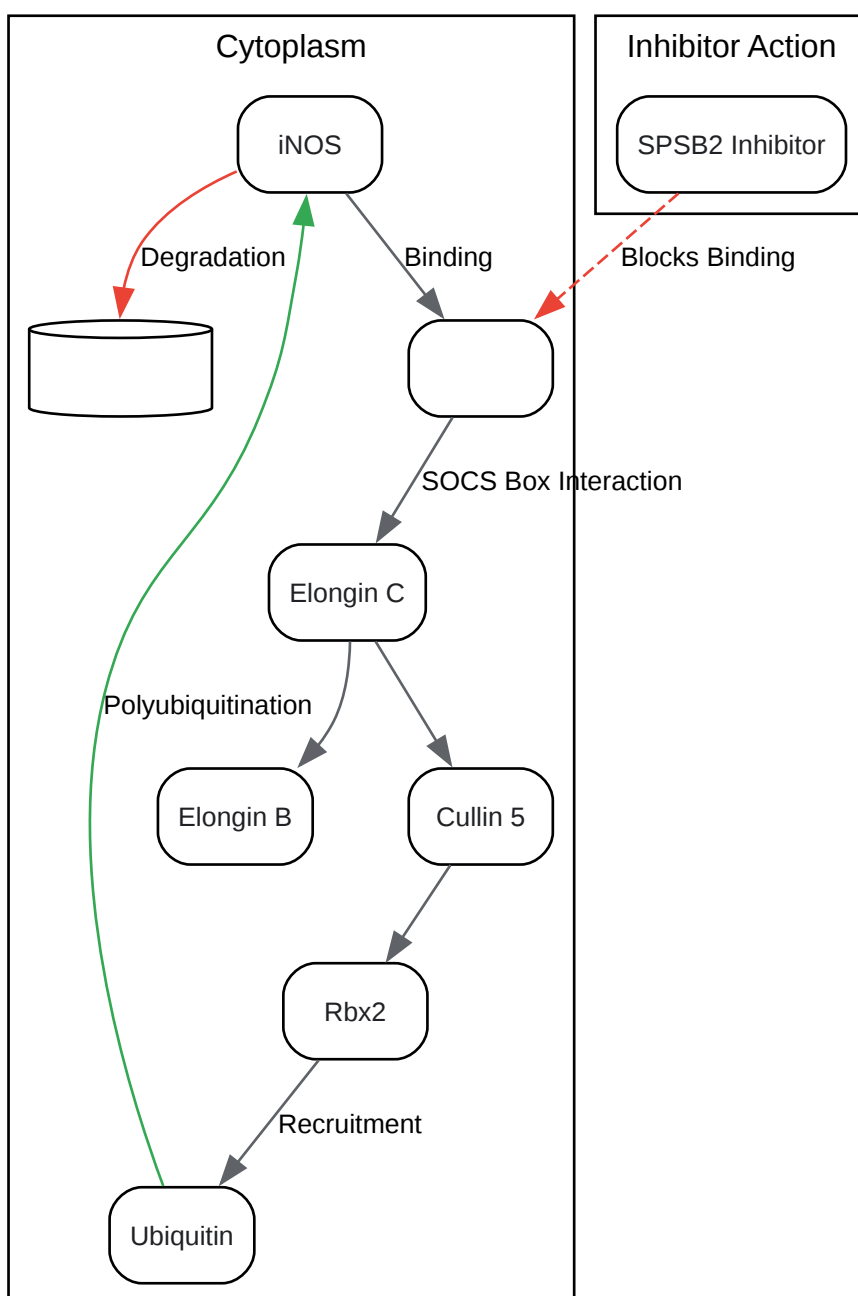 Cytoplasm
Inhibitor Action
iNOS
SPSB2 Inhibitor
Degradation
Binding
Blocks Binding
SOCS Box Interaction
Elongin C
Polyubiquitination
Elongin B
Cullin 5
Rbx2
Recruitment
Ubiquitin